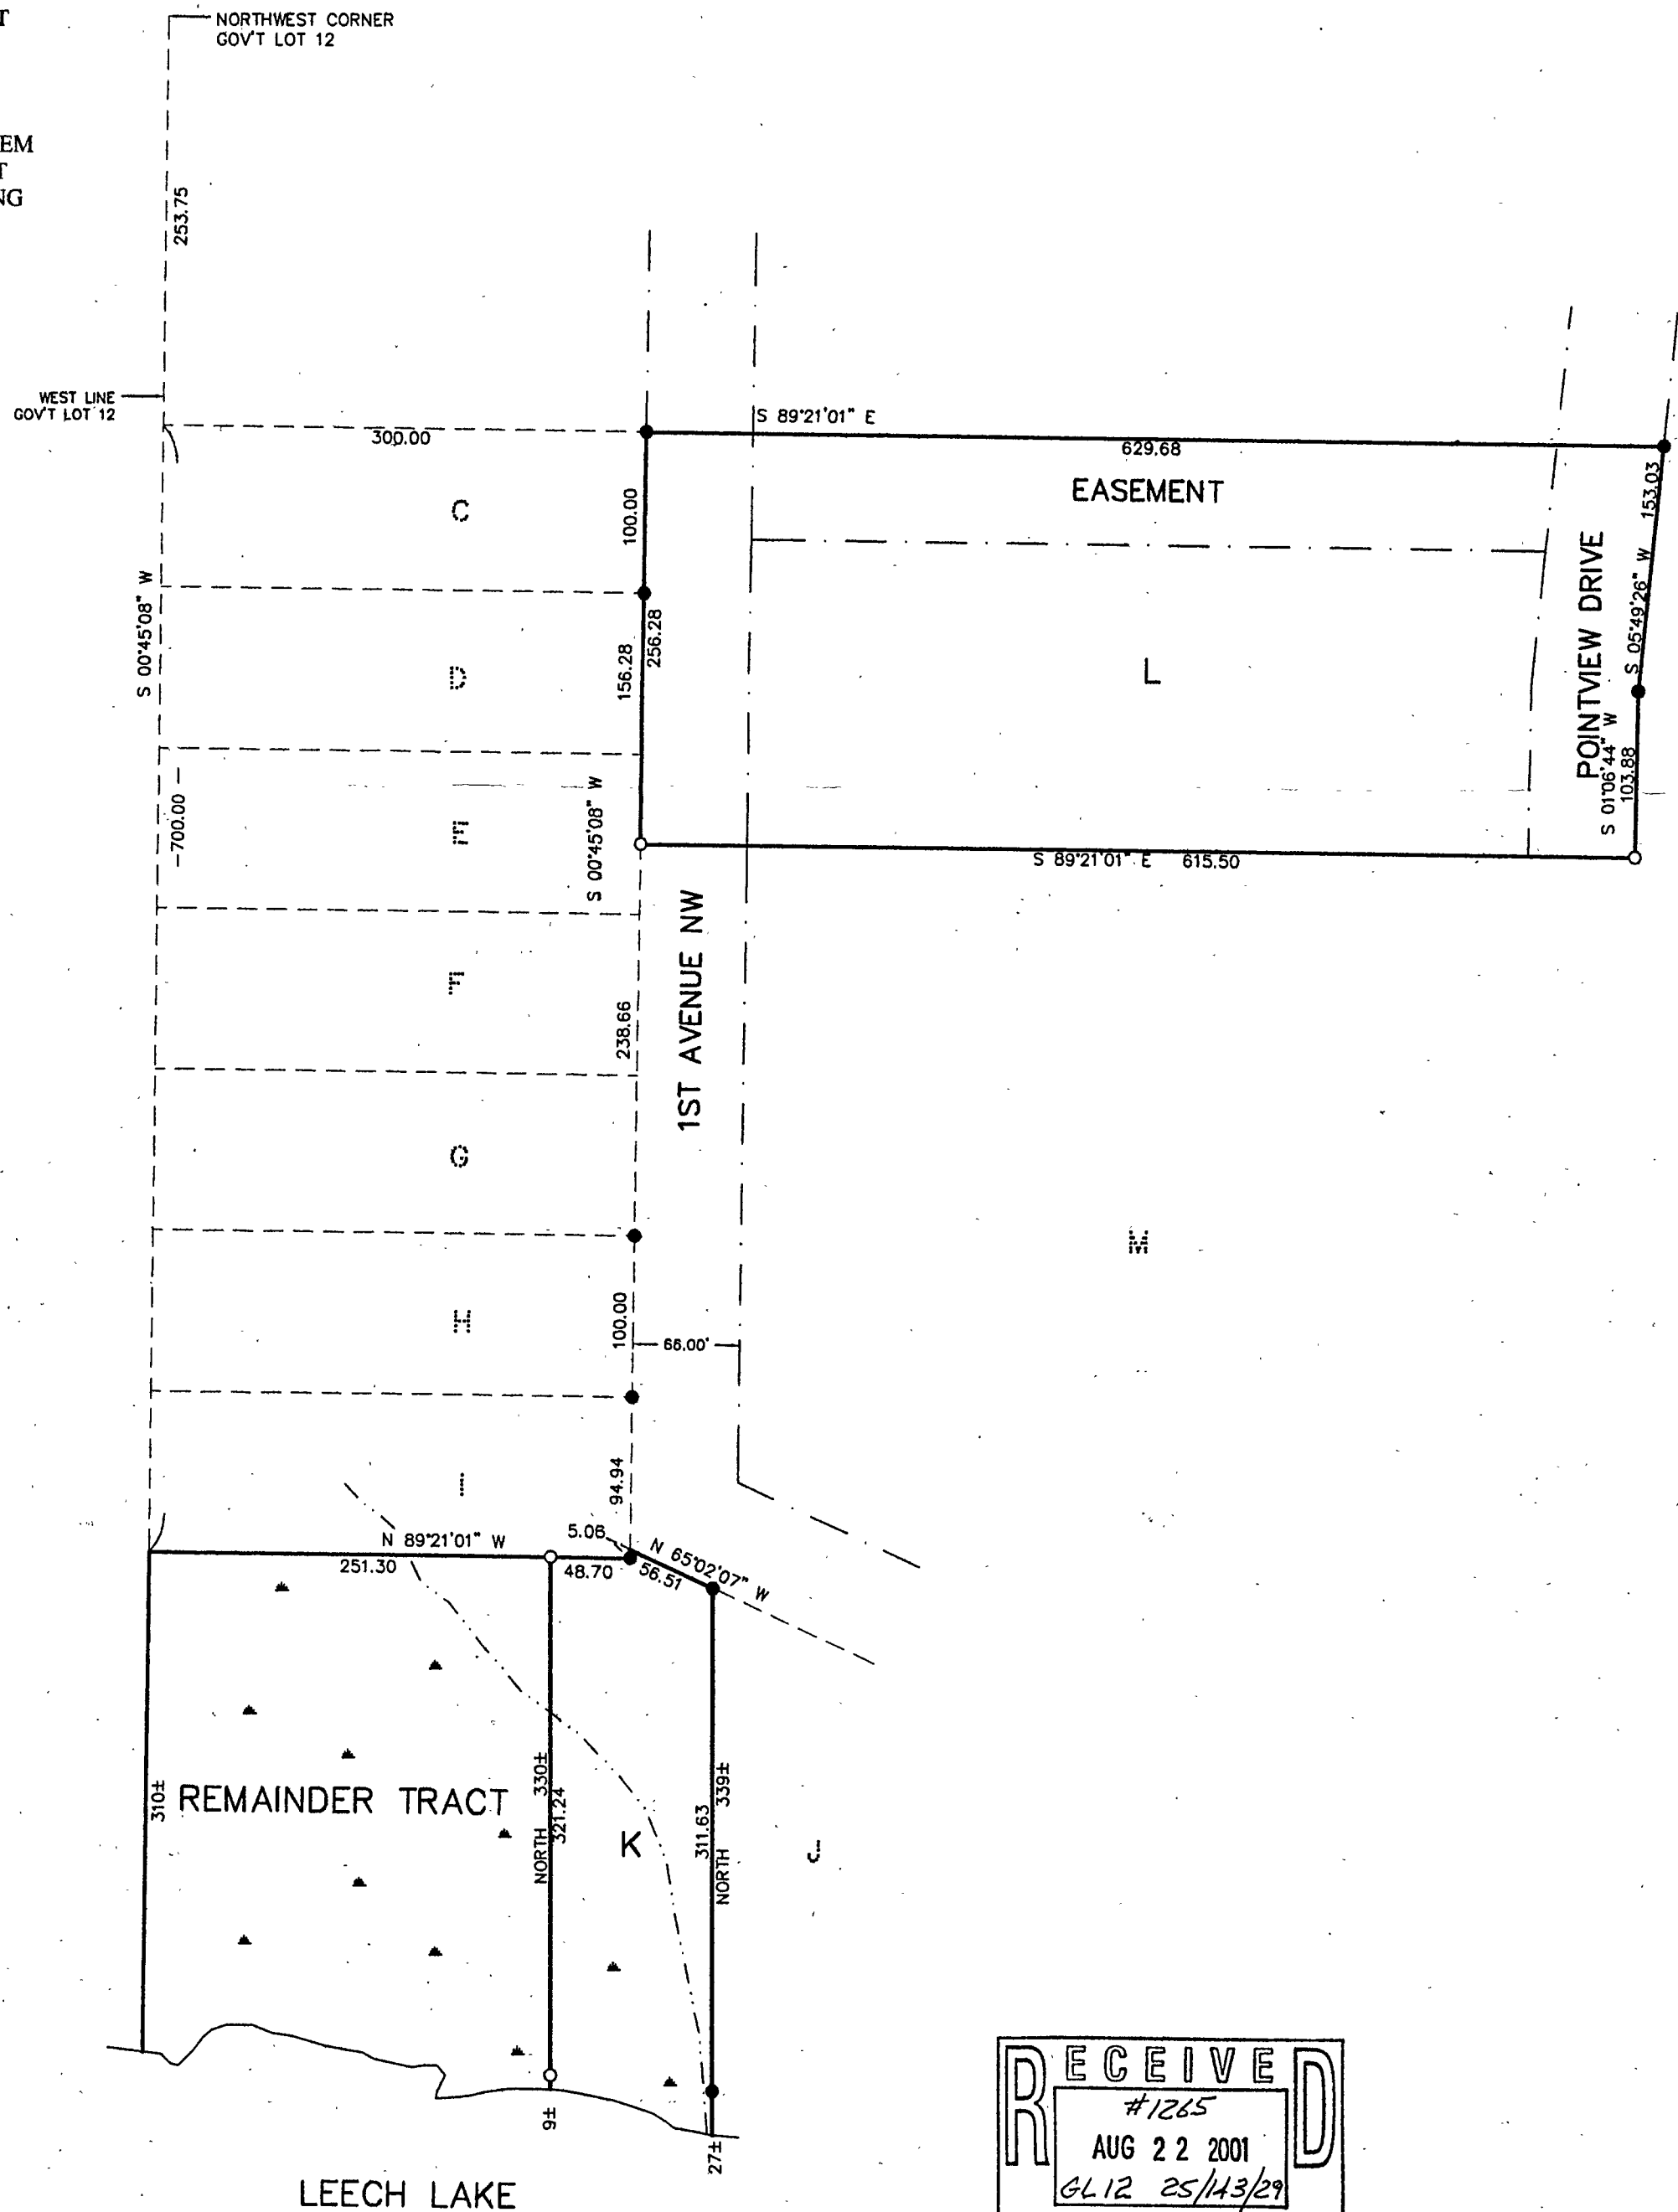 T
NORTHWEST CORNER
GOV'T LOT 12
EM
T
NG
253.75
WEST LINE
GOV'T LOT 12
300.00
S 89°21'01" E
629.68
EASEMENT
C
100.00
153.03
S 00°45'08" W
D
156.28
256.28
L
POINTVIEW DRIVE
S 05°49'26" W
S 01°06'44" W
103.88
700.00
E
S 00°45'08" W
S 89°21'01" E 615.50
F
238.66
1ST AVENUE NW
G
M
H
100.00
66.00'
I
94.94
N 89°21'01" W
5.06
N 65°02'07" W
251.30
48.70
56.51
310±
REMAINDER TRACT
NORTH 330±
321.24
K
311.63
NORTH 339±
J
9±
27±
LEECH LAKE
RECEIVED
#1265
AUG 22 2001
GL 12 25/143/29